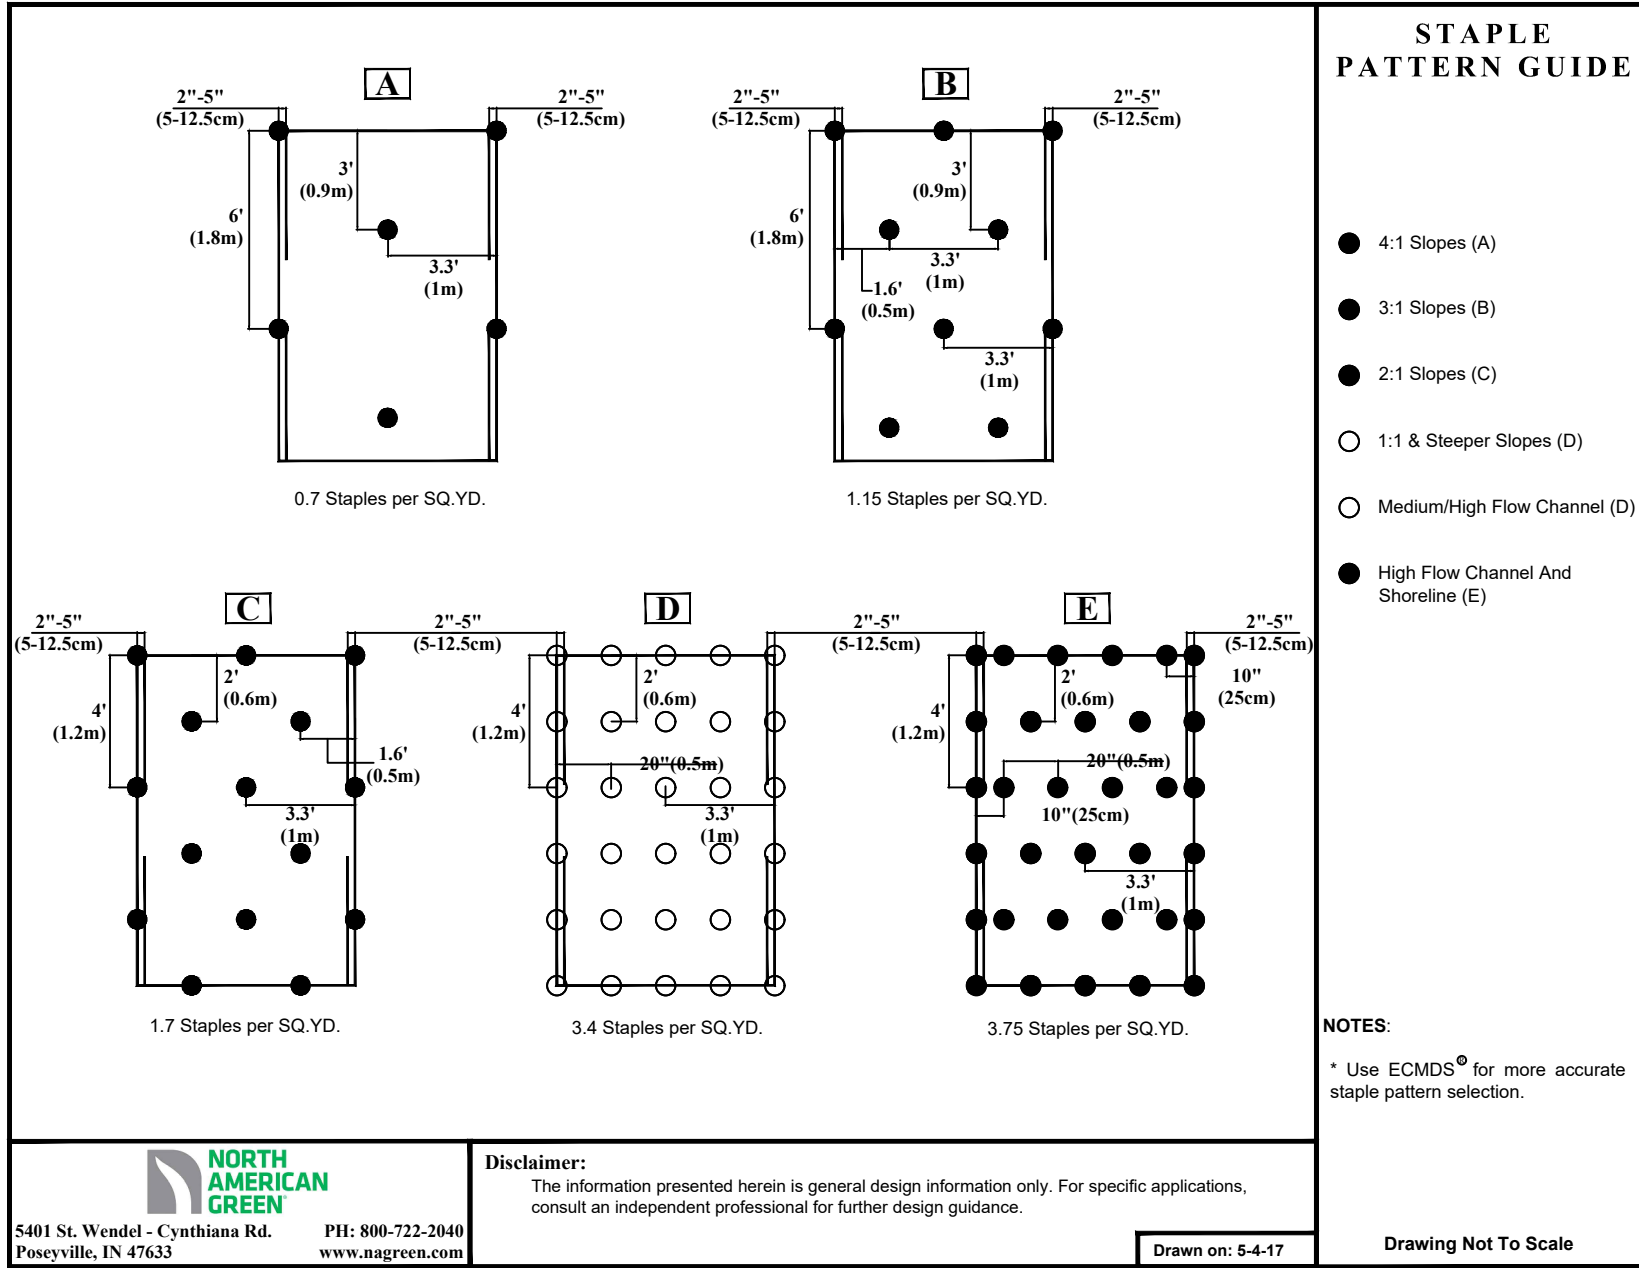 STAPLE
PATTERN GUIDE
A
2"-5"
(5-12.5cm)
2"-5"
(5-12.5cm)
3'
(0.9m)
6'
(1.8m)
3.3'
(1m)
0.7 Staples per SQ.YD.
B
2"-5"
(5-12.5cm)
2"-5"
(5-12.5cm)
3'
(0.9m)
6'
(1.8m)
3.3'
(1m)
1.6'
(0.5m)
3.3'
(1m)
1.15 Staples per SQ.YD.
C
2"-5"
(5-12.5cm)
2'
(0.6m)
4'
(1.2m)
1.6'
(0.5m)
3.3'
(1m)
1.7 Staples per SQ.YD.
D
2"-5"
(5-12.5cm)
2'
(0.6m)
4'
(1.2m)
20"(0.5m)
3.3'
(1m)
3.4 Staples per SQ.YD.
E
2"-5"
(5-12.5cm)
2"-5"
(5-12.5cm)
2'
(0.6m)
10"
(25cm)
4'
(1.2m)
20"(0.5m)
10"(25cm)
3.3'
(1m)
3.75 Staples per SQ.YD.
4:1 Slopes (A)
3:1 Slopes (B)
2:1 Slopes (C)
1:1 & Steeper Slopes (D)
Medium/High Flow Channel (D)
High Flow Channel And
Shoreline (E)
NOTES:
* Use ECMDS® for more accurate
staple pattern selection.
Drawing Not To Scale
NORTH
AMERICAN
GREEN®
5401 St. Wendel - Cynthiana Rd. PH: 800-722-2040
Poseyville, IN 47633 www.nagreen.com
Disclaimer:
The information presented herein is general design information only. For specific applications,
consult an independent professional for further design guidance.
Drawn on: 5-4-17